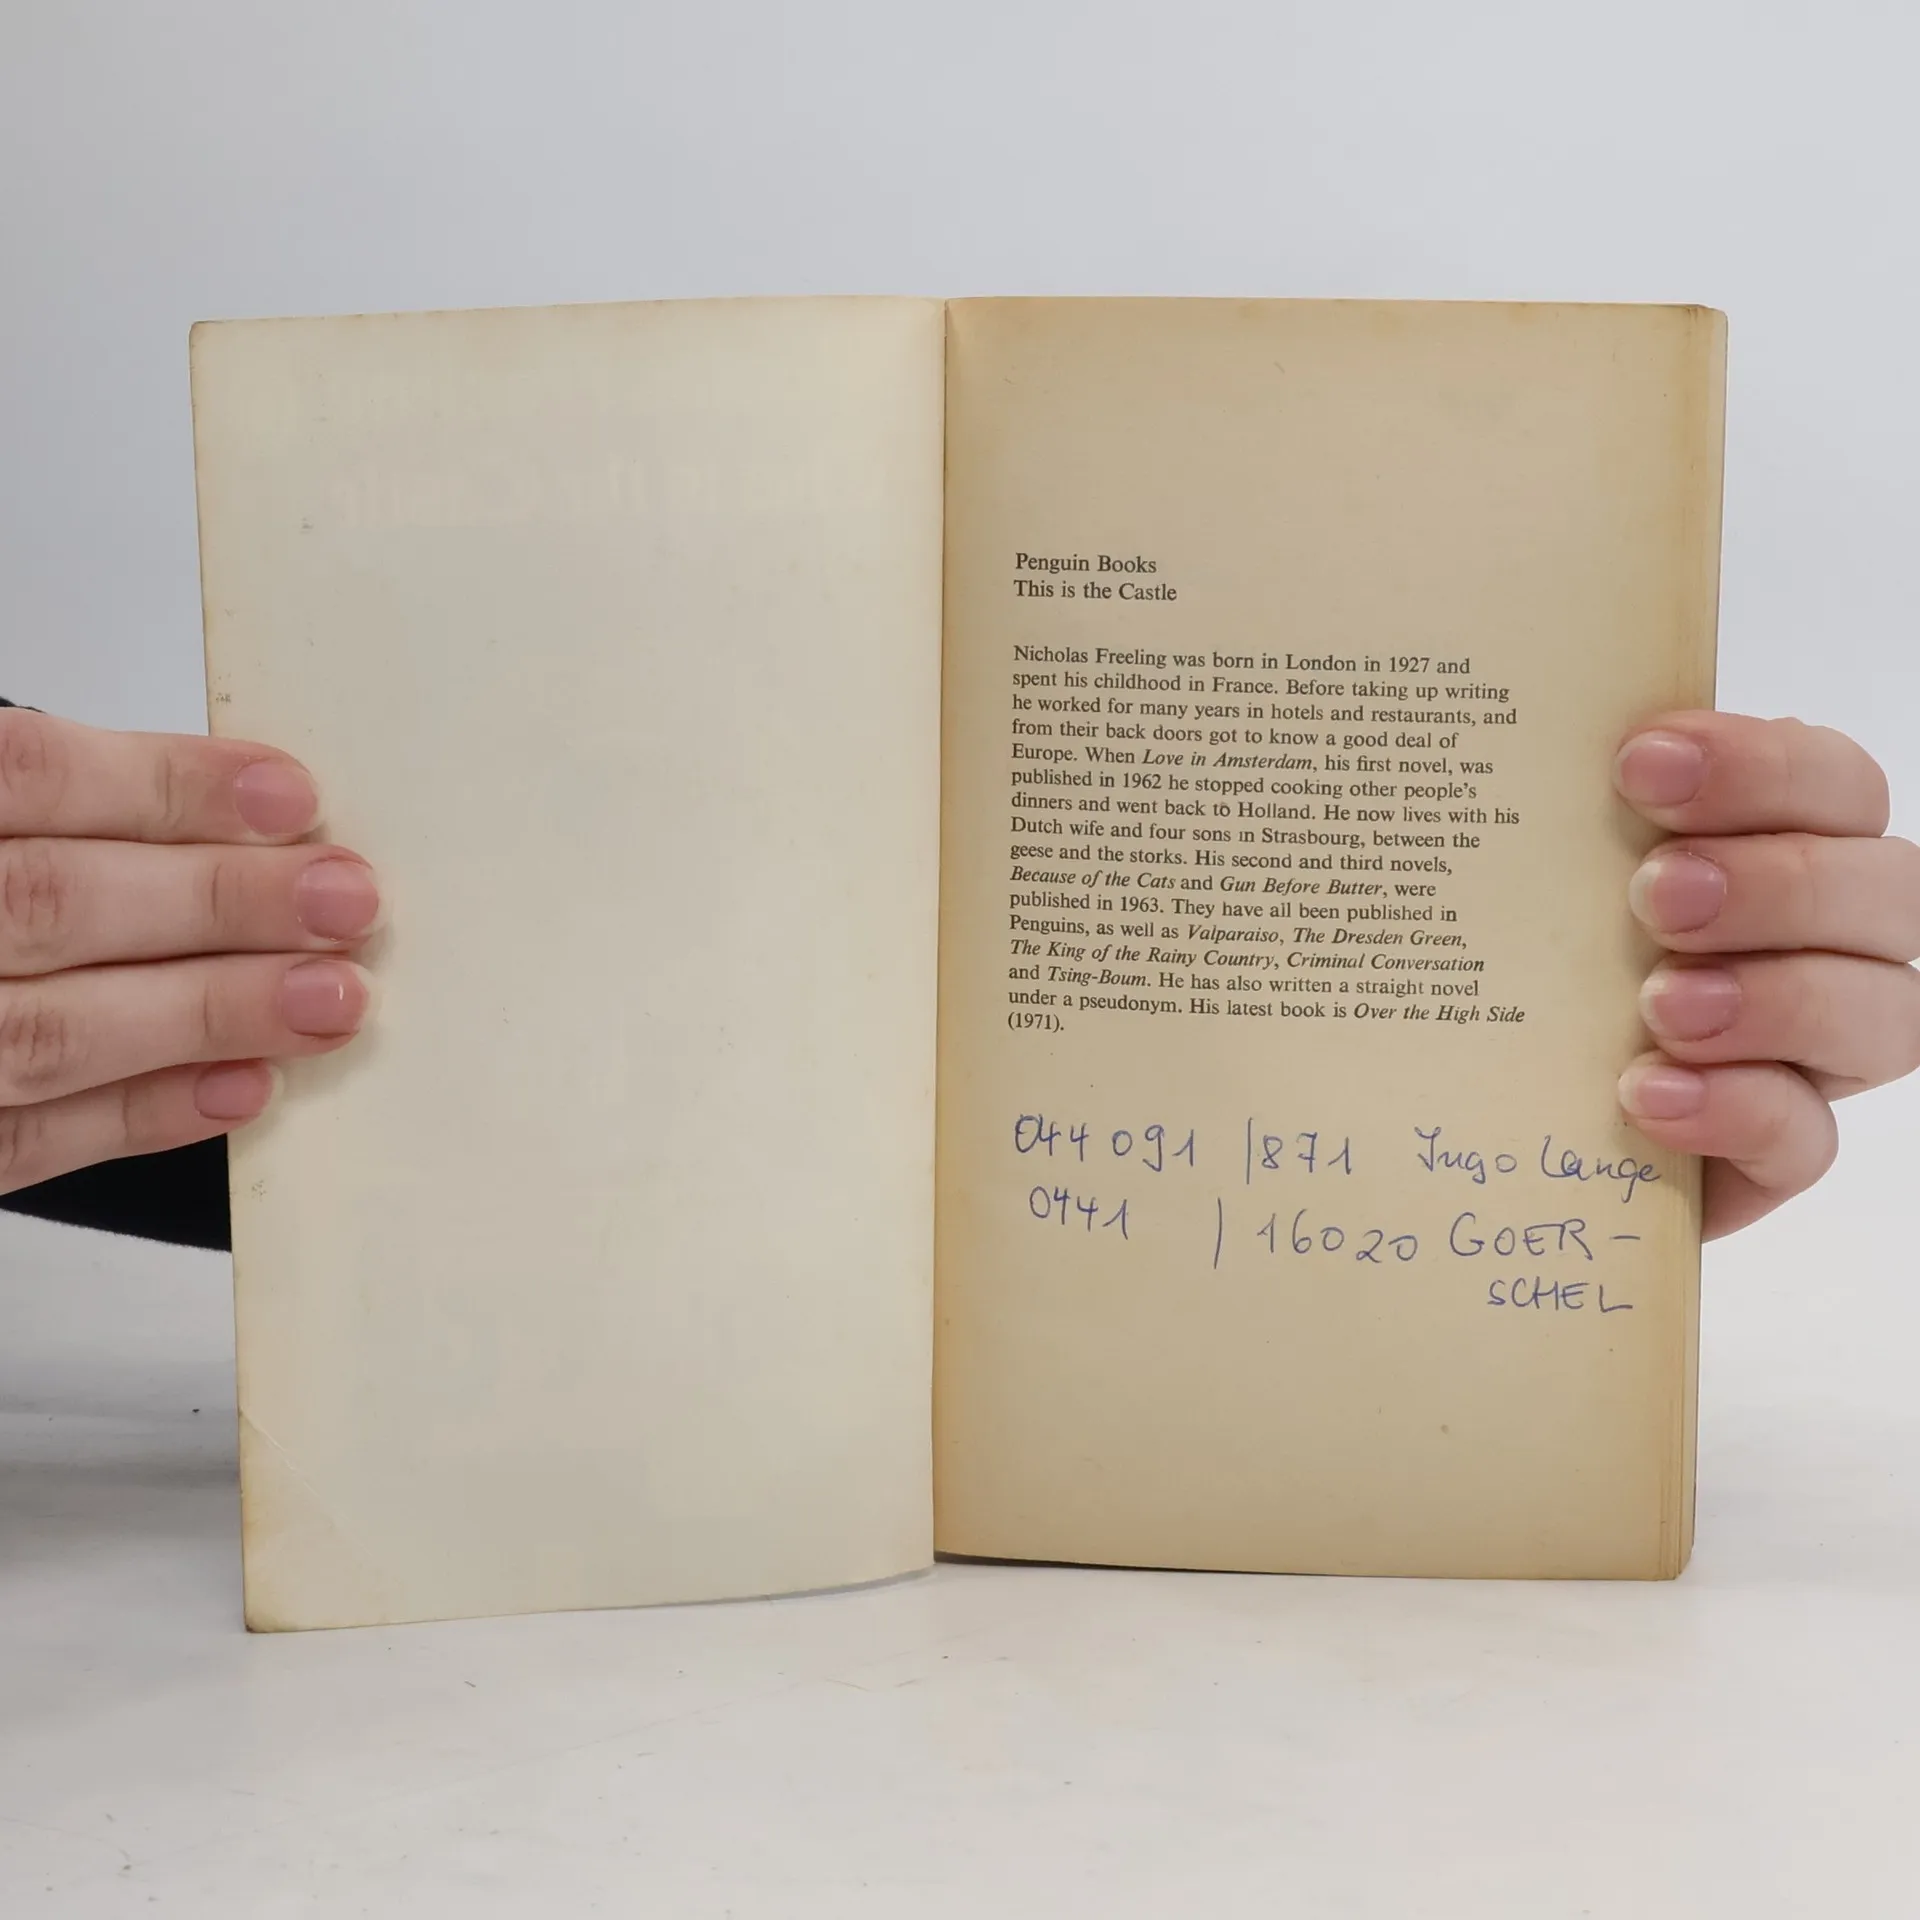 Penguin Books
This is the Castle
Nicholas Freeling was born in London in 1927 and
spent his childhood in France. Before taking up writing
he worked for many years in hotels and restaurants, and
from their back doors got to know a good deal of
Europe. When Love in Amsterdam, his first novel, was
published in 1962 he stopped cooking other people's
dinners and went back to Holland. He now lives with his
Dutch wife and four sons in Strasbourg, between the
geese and the storks. His second and third novels,
Because of the Cats and Gun Before Butter, were
published in 1963. They have all been published in
Penguins, as well as Valparaiso, The Dresden Green,
The King of the Rainy Country, Criminal Conversation
and Tsing-Boum. He has also written a straight novel
under a pseudonym. His latest book is Over the High Side
(1971).
044 091 / 871 Ingo Lange
0441 / 16020 GOER -
SCHEL